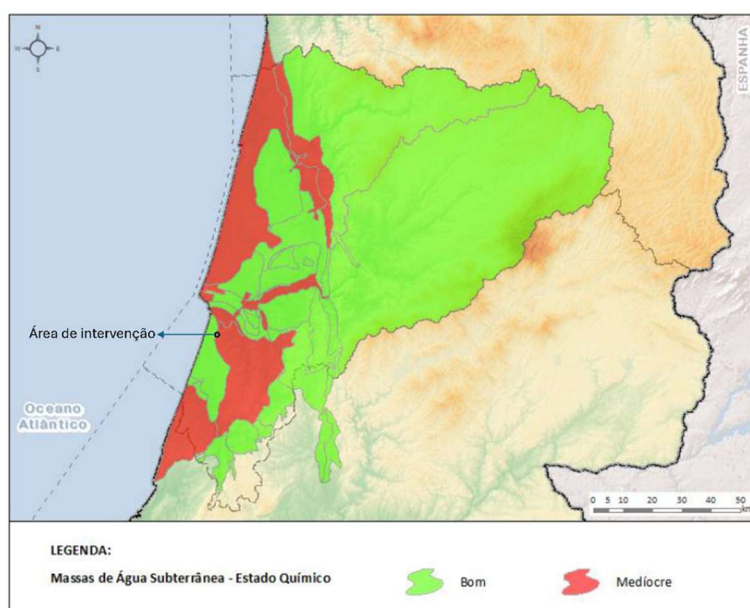 N
W E
S
ESPANHA
Área de intervenção
Oceano
Atlântico
0 5 10 20 30 40 50
km
LEGENDA:
Massas de Água Subterrânea - Estado Químico
Bom
Medíocre